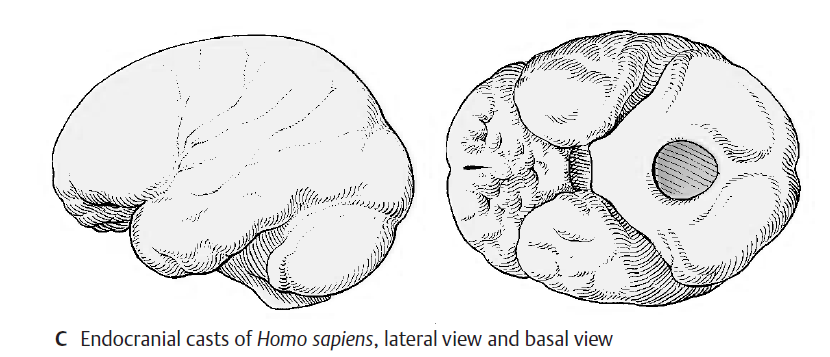 C Endocranial casts of Homo sapiens, lateral view and basal view